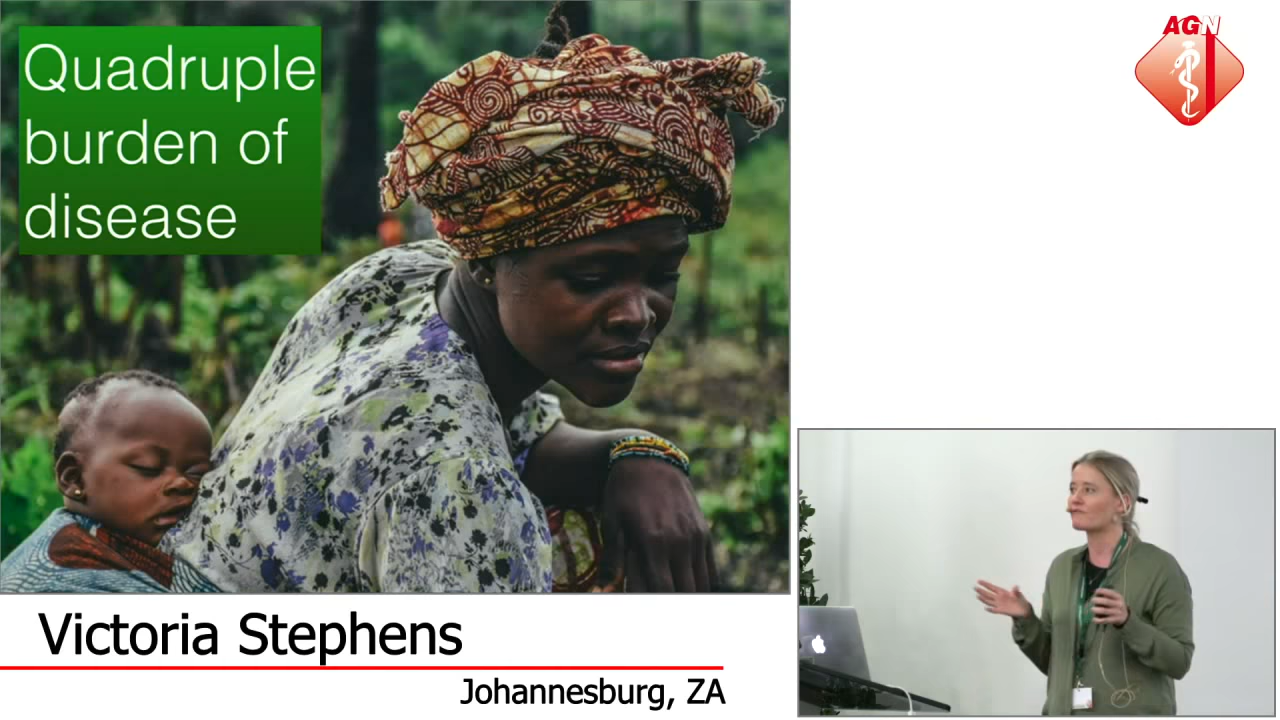 Quadruple
burden of
disease
AGN
Victoria Stephens
Johannesburg, ZA